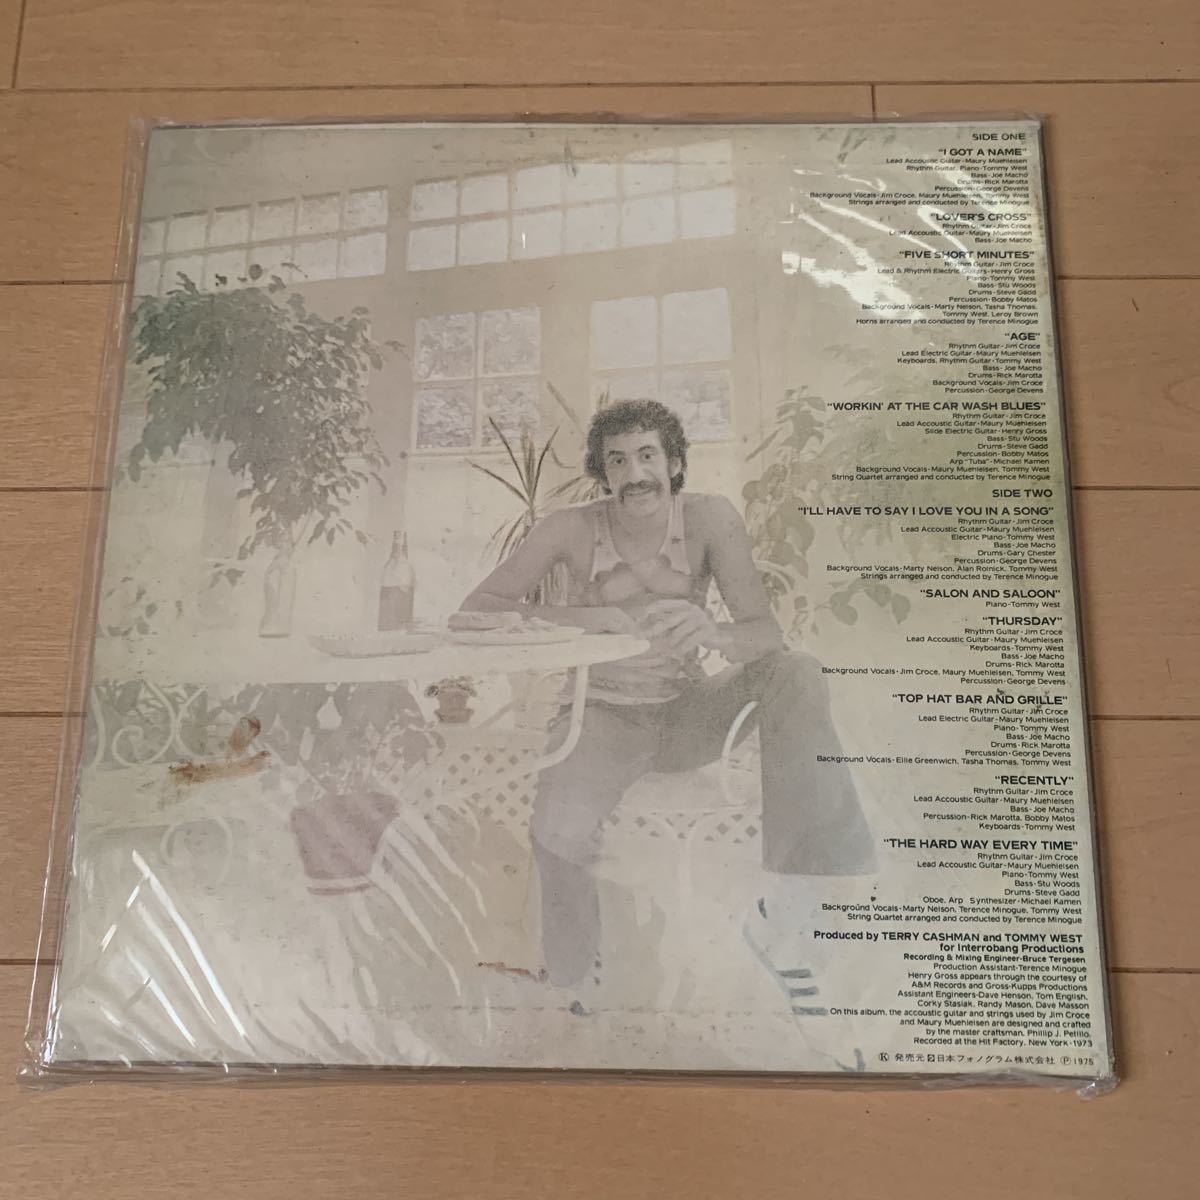 SIDE ONE
"I GOT A NAME"
Lead Accoustic Guitar-Maury Muehleisen
Rhythm Guitar, Piano-Tommy West
Bass-Joe Macho
Drums-Rick Marotta
Percussion-George Devens
Background Vocals-Jim Croce, Maury Muehleisen, Tommy West
Strings arranged and conducted by Terence Minogue
"LOVER'S CROSS"
Rhythm Guitar-Jim Croce
Lead Accoustic Guitar-Maury Muehleisen
Bass-Joe Macho
"FIVE SHORT MINUTES"
Rhythm Guitar-Jim Croce
Lead & Rhythm Electric Guitars-Henry Gross
Piano-Tommy West
Bass-Stu Woods
Drums-Steve Gadd
Percussion-Bobby Matos
Background Vocals-Marty Nelson, Tasha Thomas,
Tommy West, Leroy Brown
Horns arranged and conducted by Terence Minogue
"AGE"
Rhythm Guitar-Jim Croce
Lead Electric Guitar-Maury Muehleisen
Keyboards, Rhythm Guitar-Tommy West
Bass-Joe Macho
Drums-Rick Marotta
Background Vocals-Jim Croce
Percussion-George Devens
"WORKIN' AT THE CAR WASH BLUES"
Rhythm Guitar-Jim Croce
Lead Accoustic Guitar-Maury Muehleisen
Slide Electric Guitar-Henry Gross
Bass-Stu Woods
Drums-Steve Gadd
Percussion-Bobby Matos
Arp "Tuba"-Michael Kamen
Background Vocals-Maury Muehleisen, Tommy West
String Quartet arranged and conducted by Terence Minogue
SIDE TWO
"I'LL HAVE TO SAY I LOVE YOU IN A SONG"
Rhythm Guitar-Jim Croce
Lead Accoustic Guitar-Maury Muehleisen
Electric Piano-Tommy West
Bass-Joe Macho
Drums-Gary Chester
Percussion-George Devens
Background Vocals-Marty Nelson, Alan Rolnick, Tommy West
Strings arranged and conducted by Terence Minogue
"SALON AND SALOON"
Piano-Tommy West
"THURSDAY"
Rhythm Guitar-Jim Croce
Lead Accoustic Guitar-Maury Muehleisen
Keyboards-Tommy West
Bass-Joe Macho
Drums-Rick Marotta
Background Vocals-Jim Croce, Maury Muehleisen, Tommy West
Percussion-George Devens
"TOP HAT BAR AND GRILLE"
Rhythm Guitar-Jim Croce
Lead Electric Guitar-Maury Muehleisen
Piano-Tommy West
Bass-Joe Macho
Drums-Rick Marotta
Percussion-George Devens
Background Vocals-Ellie Greenwich, Tasha Thomas, Tommy West
"RECENTLY"
Rhythm Guitar-Jim Croce
Lead Accoustic Guitar-Maury Muehleisen
Bass-Joe Macho
Percussion-Rick Marotta, Bobby Matos
Keyboards-Tommy West
"THE HARD WAY EVERY TIME"
Rhythm Guitar-Jim Croce
Lead Accoustic Guitar-Maury Muehleisen
Piano-Tommy West
Bass-Stu Woods
Drums-Steve Gadd
Oboe, Arp Synthesizer-Michael Kamen
Background Vocals-Marty Nelson, Terence Minogue, Tommy West
String Quartet arranged and conducted by Terence Minogue
Produced by TERRY CASHMAN and TOMMY WEST
for Interrobang Productions
Recording & Mixing Engineer-Bruce Tergesen
Production Assistant-Terence Minogue
Henry Gross appears through the courtesy of
A&M Records and Gross-Kupps Productions
Assistant Engineers-Dave Henson, Tom English,
Corky Stasiak, Randy Mason, Dave Masson
On this album, the accoustic guitar and strings used by Jim Croce
and Maury Muehleisen are designed and crafted
by the master craftsman, Phillip J. Petillo.
Recorded at the Hit Factory, New York-1973
Ⓚ 発売元 日本フォノグラム株式会社 Ⓟ 1975